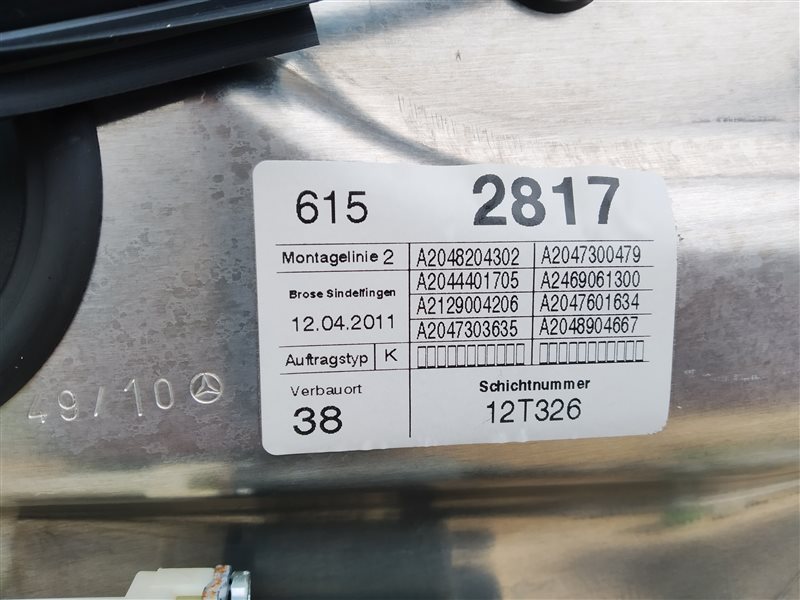 615 2817
Montagelinie 2 A2048204302 A2047300479
A2044401705 A2469061300
Brose Sindelfingen
A2129004206 A2047601634
12.04.2011 A2047303635 A2048904667
Auftragstyp K
Verbauort Schichtnummer
38 12T326
49/10